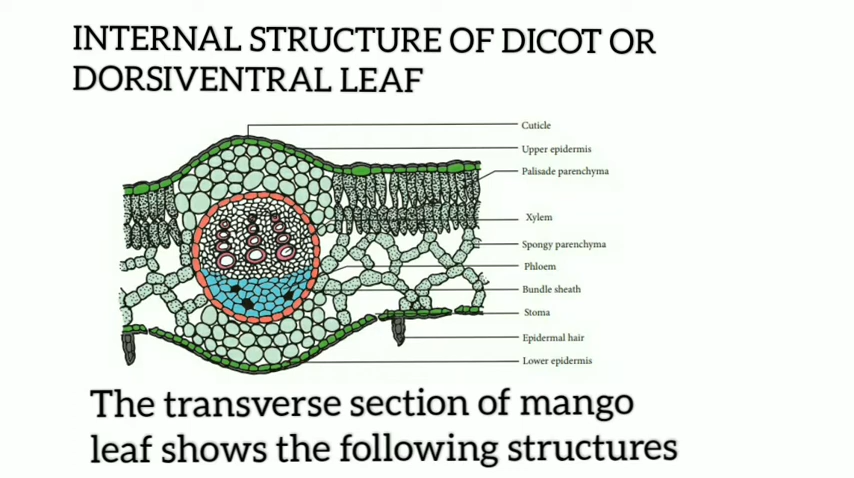 INTERNAL STRUCTURE OF DICOT OR
DORSIVENTRAL LEAF
Cuticle
Upper epidermis
Palisade parenchyma
Xylem
Spongy parenchyma
Phloem
Bundle sheath
Stoma
Epidermal hair
Lower epidermis
The transverse section of mango
leaf shows the following structures